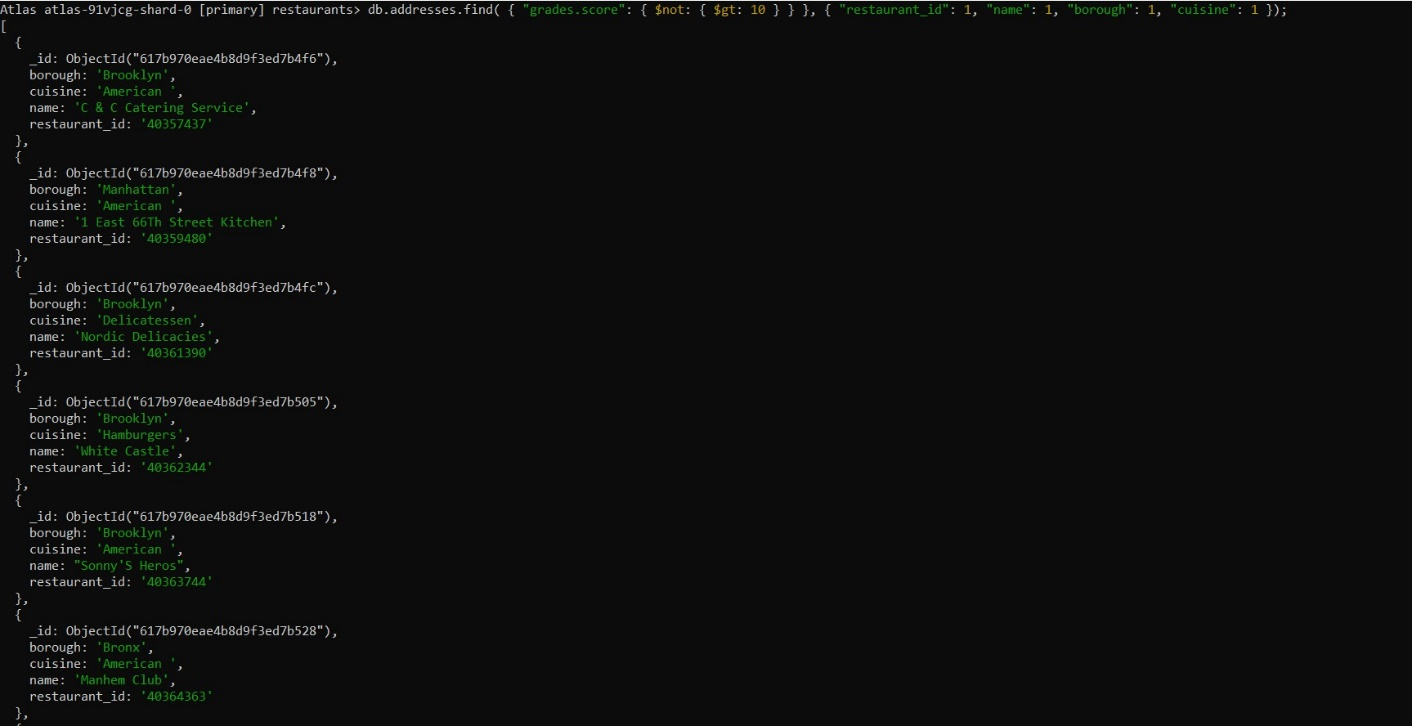 Atlas atlas-91vjcg-shard-0 [primary] restaurants> db.addresses.find( { "grades.score": { $not: { $gt: 10 } } }, { "restaurant_id": 1, "name": 1, "borough": 1, "cuisine": 1 });
[
  {
    _id: ObjectId("617b970eae4b8d9f3ed7b4f6"),
    borough: 'Brooklyn',
    cuisine: 'American ',
    name: 'C & C Catering Service',
    restaurant_id: '40357437'
  },
  {
    _id: ObjectId("617b970eae4b8d9f3ed7b4f8"),
    borough: 'Manhattan',
    cuisine: 'American ',
    name: '1 East 66Th Street Kitchen',
    restaurant_id: '40359480'
  },
  {
    _id: ObjectId("617b970eae4b8d9f3ed7b4fc"),
    borough: 'Brooklyn',
    cuisine: 'Delicatessen',
    name: 'Nordic Delicacies',
    restaurant_id: '40361390'
  },
  {
    _id: ObjectId("617b970eae4b8d9f3ed7b505"),
    borough: 'Brooklyn',
    cuisine: 'Hamburgers',
    name: 'White Castle',
    restaurant_id: '40362344'
  },
  {
    _id: ObjectId("617b970eae4b8d9f3ed7b518"),
    borough: 'Brooklyn',
    cuisine: 'American ',
    name: "Sonny'S Heros",
    restaurant_id: '40363744'
  },
  {
    _id: ObjectId("617b970eae4b8d9f3ed7b528"),
    borough: 'Bronx',
    cuisine: 'American ',
    name: 'Manhem Club',
    restaurant_id: '40364363'
  },